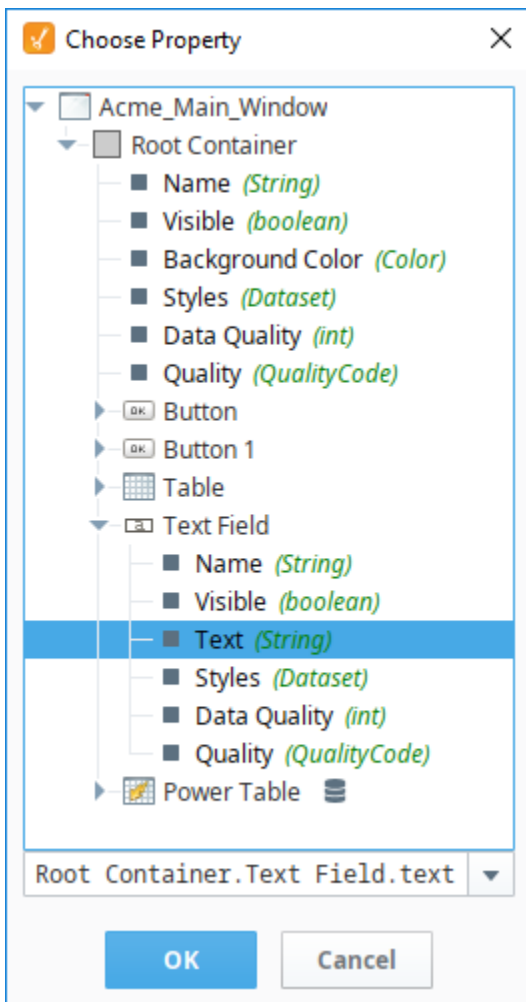 Choose Property
Acme_Main_Window
Root Container
Name (String)
Visible (boolean)
Background Color (Color)
Styles (Dataset)
Data Quality (int)
Quality (QualityCode)
OK Button
OK Button 1
Table
a Text Field
Name (String)
Visible (boolean)
Text (String)
Styles (Dataset)
Data Quality (int)
Quality (QualityCode)
Power Table
Root Container.Text Field.text
OK Cancel